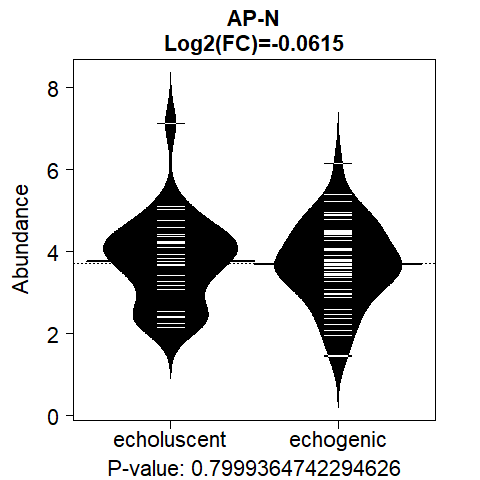 AP-N
Log2(FC)=-0.0615
Abundance
8
6
4
2
0
echoluscent echogenic
P-value: 0.7999364742294626